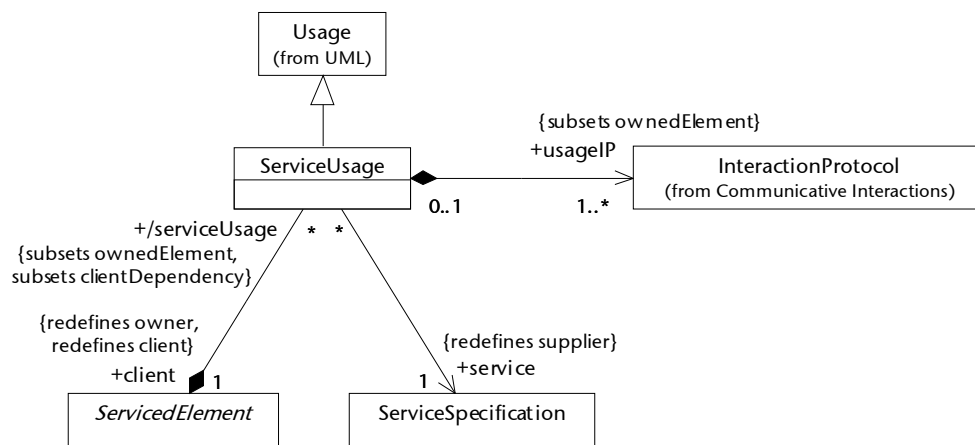 Usage
(from UML)
{subsets ownedElement}
+usageIP
ServiceUsage
InteractionProtocol
(from Communicative Interactions)
0..1
1..*
+/serviceUsage
*
*
{subsets ownedElement,
subsets clientDependency}
{redefines owner,
redefines client}
{redefines supplier}
+client
1
1
+service
ServicedElement
ServiceSpecification